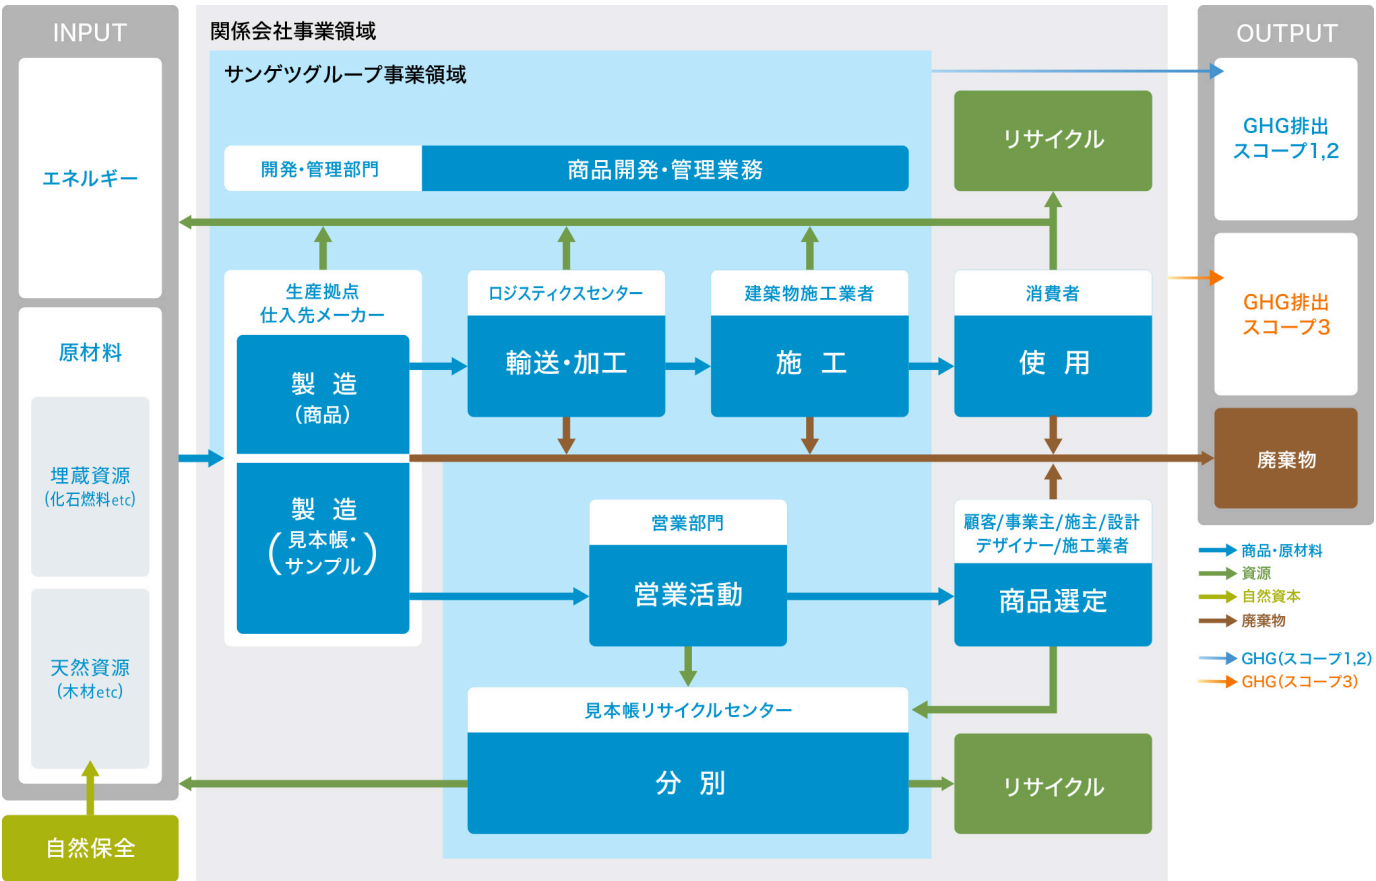 INPUT
エネルギー
原材料
埋蔵資源
(化石燃料etc)
天然資源
(木材etc)
自然保全
関係会社事業領域
サンゲツグループ事業領域
開発・管理部門
商品開発・管理業務
リサイクル
生産拠点
仕入先メーカー
製造
(商品)
製造
(見本帳・
サンプル)
ロジスティクスセンター
輸送・加工
建築物施工業者
施工
消費者
使用
営業部門
営業活動
顧客/事業主/施主/設計
デザイナー/施工業者
商品選定
見本帳リサイクルセンター
分別
リサイクル
OUTPUT
GHG排出
スコープ1,2
GHG排出
スコープ3
廃棄物
商品・原材料
資源
自然資本
廃棄物
GHG(スコープ1,2)
GHG(スコープ3)